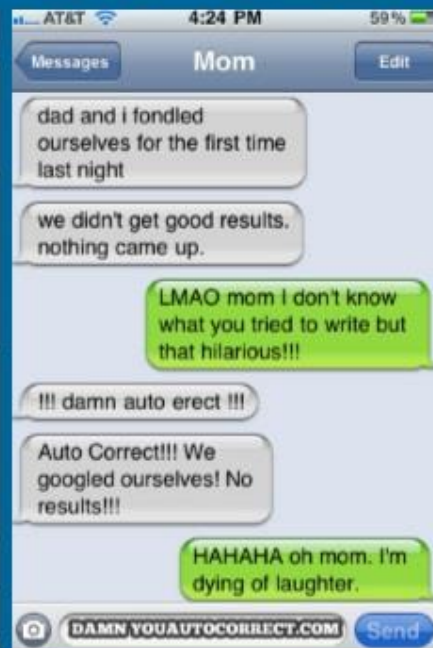 AT&T 4:24 PM 59%
Messages Mom Edit
dad and i fondled
ourselves for the first time
last night
we didn't get good results.
nothing came up.
LMAO mom I don't know
what you tried to write but
that hilarious!!!
!!! damn auto erect !!!
Auto Correct!!! We
googled ourselves! No
results!!!
HAHAHA oh mom. I'm
dying of laughter.
DAMNYOUAUTOCORRECT.COM Send